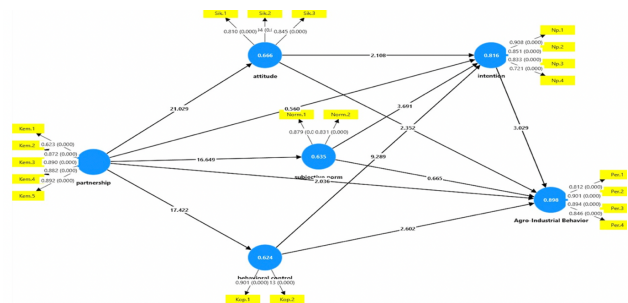 Sik.1
Sik.2
Sik.3
0.810 (0.000)
0.845 (0.000)
0.666
attitude
2.108
0.816
intention
Np.1
Np.2
Np.3
Np.4
0.908 (0.000)
0.851 (0.000)
0.833 (0.000)
0.721 (0.000)
21.029
0.560
3.691
2.352
Norm.1
Norm.2
0.879 (0.000)
0.831 (0.000)
Kem.1
Kem.2
Kem.3
Kem.4
Kem.5
0.623 (0.000)
0.872 (0.000)
0.890 (0.000)
0.882 (0.000)
0.892 (0.000)
partnership
16.649
0.835
subjective norm
9.289
2.036
0.665
3.029
17.422
0.898
Agro-Industrial Behavior
Per.1
Per.2
Per.3
Per.4
0.812 (0.000)
0.901 (0.000)
0.894 (0.000)
0.846 (0.000)
2.602
0.624
behavioral control
0.901 (0.000)
Kop.1
Kop.2